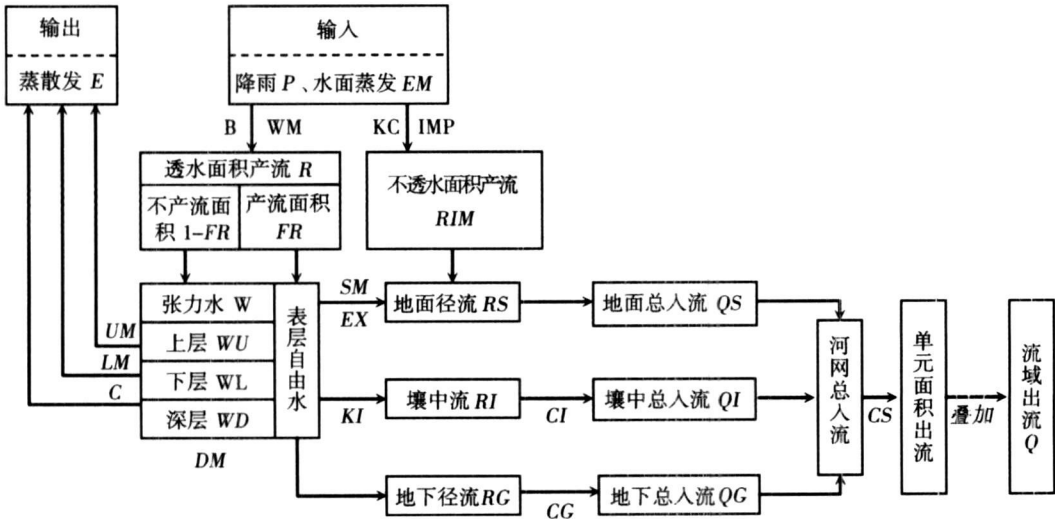 输出
蒸散发 E
输入
降雨 P、水面蒸发 EM
B WM
KC IMP
透水面积产流 R
不产流面
积 1-FR
产流面积
FR
不透水面积产流
RIM
张力水 W
上层 WU
下层 WL
深层 WD
表层自由水
UM
LM
C
DM
SM
EX
地面径流 RS
地面总入流 QS
KI
壤中流 RI
CI
壤中总入流 QI
地下径流RG
CG
地下总入流QG
河网总入流
CS
单元面积出流
叠加
流域出流 Q